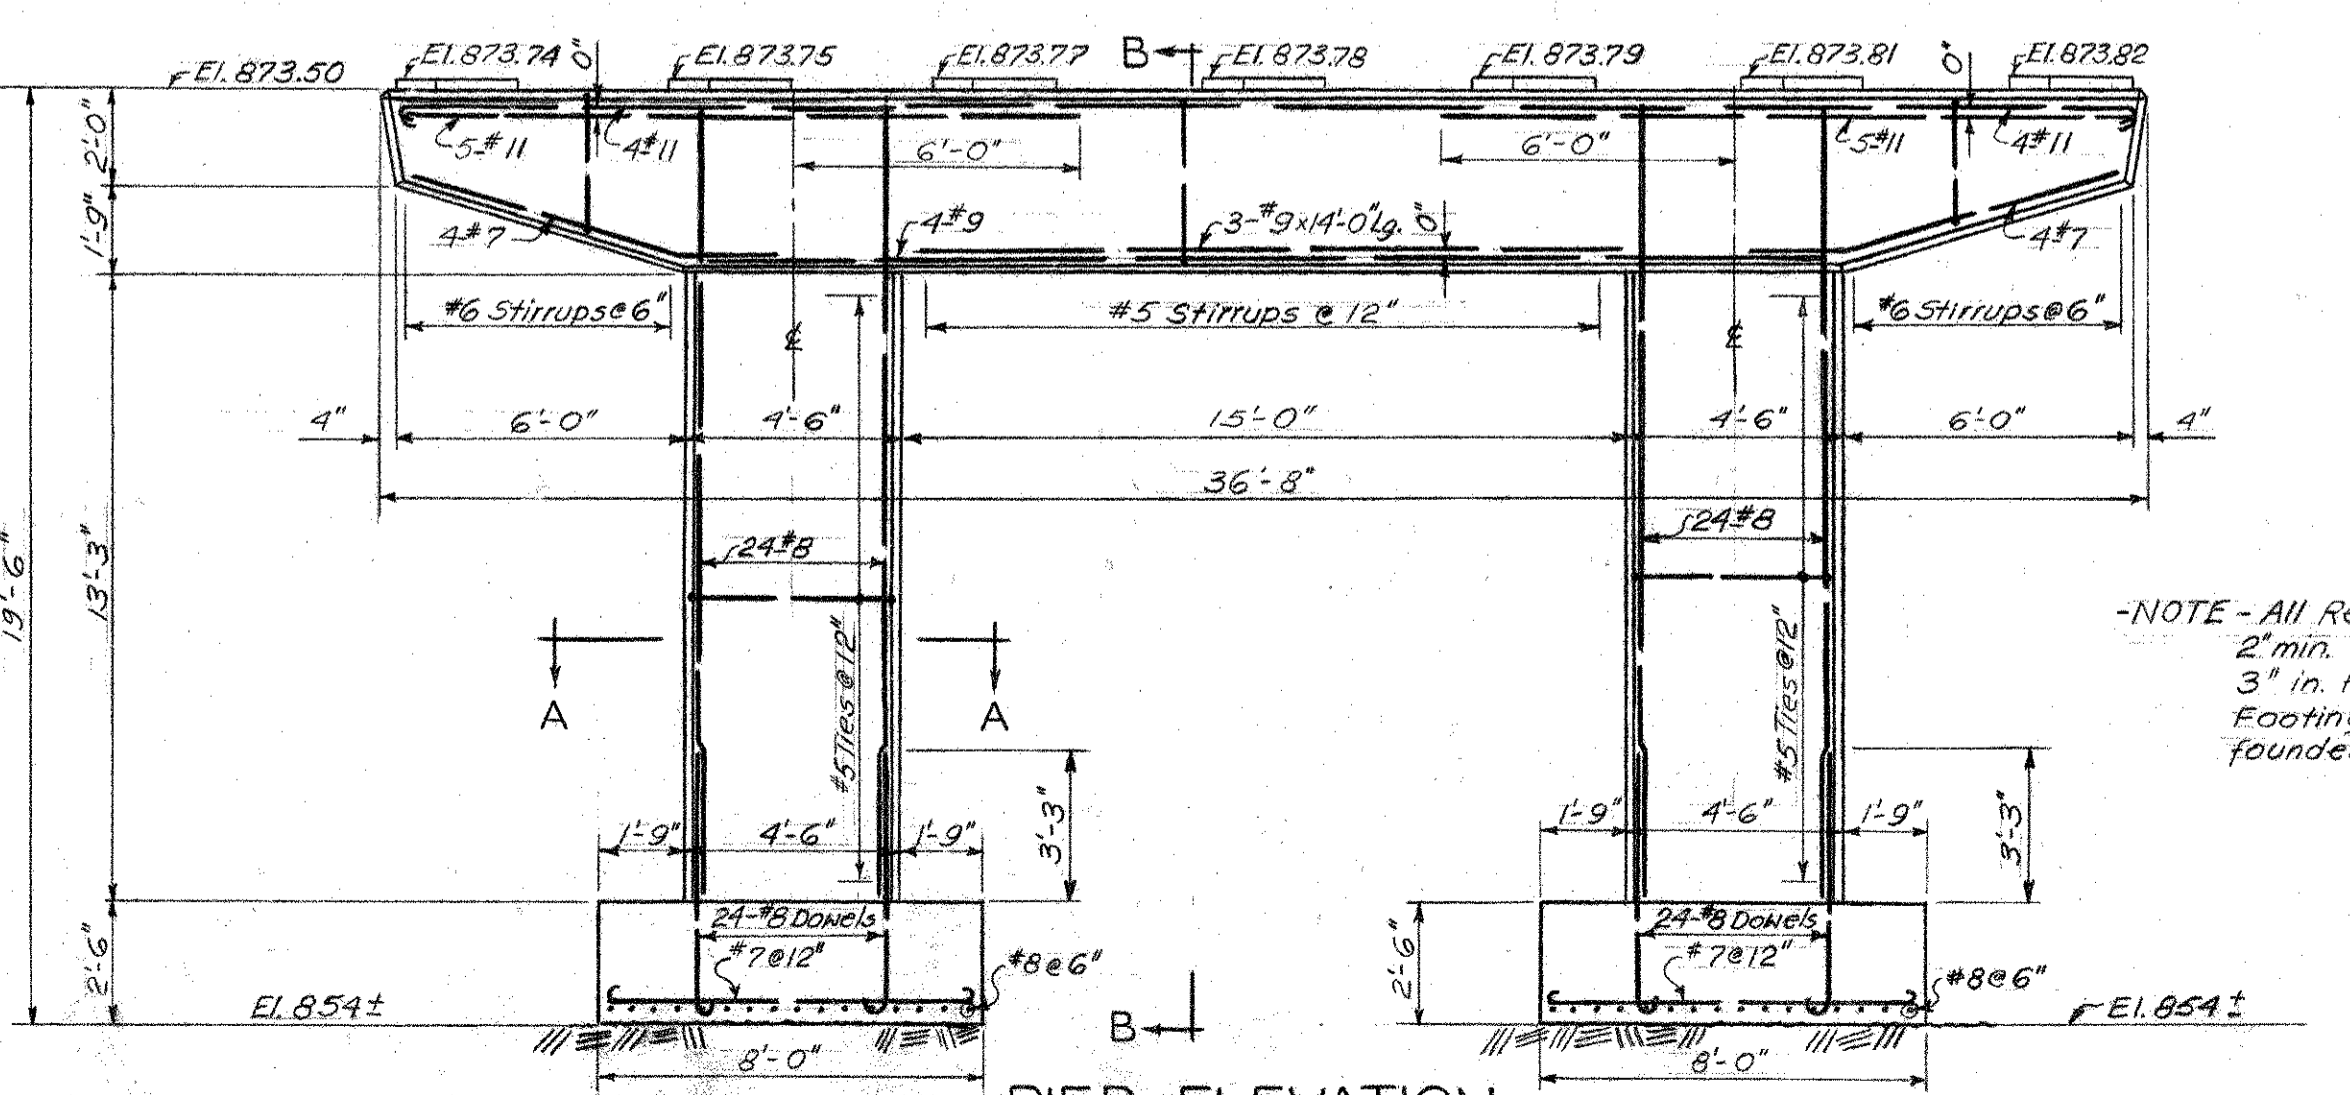 El. 873.50
El. 873.74
0"
El. 873.75
El. 873.77
B
El. 873.78
El. 873.79
El. 873.81
0"
El. 873.82
2'-0"
5-#11
4#11
6'-0"
6'-0"
5#11
4#11
1'-9"
4#7
4#9
3-#9x14'-0"Lg.
0"
4#7
#6 Stirrups@6"
#5 Stirrups @ 12"
#6 Stirrups@6"
℄
℄
4"
6'-0"
4'-6"
15'-0"
4'-6"
6'-0"
4"
36'-8"
19'-6"
13'-3"
24#8
24#8
A
A
#5 Ties@12"
#5 Ties@12"
-NOTE - All Re
2" min.
3" in.
Footing
founde
1'-9"
4'-6"
1'-9"
3'-3"
1'-9"
4'-6"
1'-9"
3'-3"
2'-6"
24-#8 Dowels
#7@12"
#8@6"
2'-6"
24-#8 Dowels
#7@12"
#8@6"
El. 854±
B
El. 854±
8'-0"
8'-0"
PIER ELEVATION